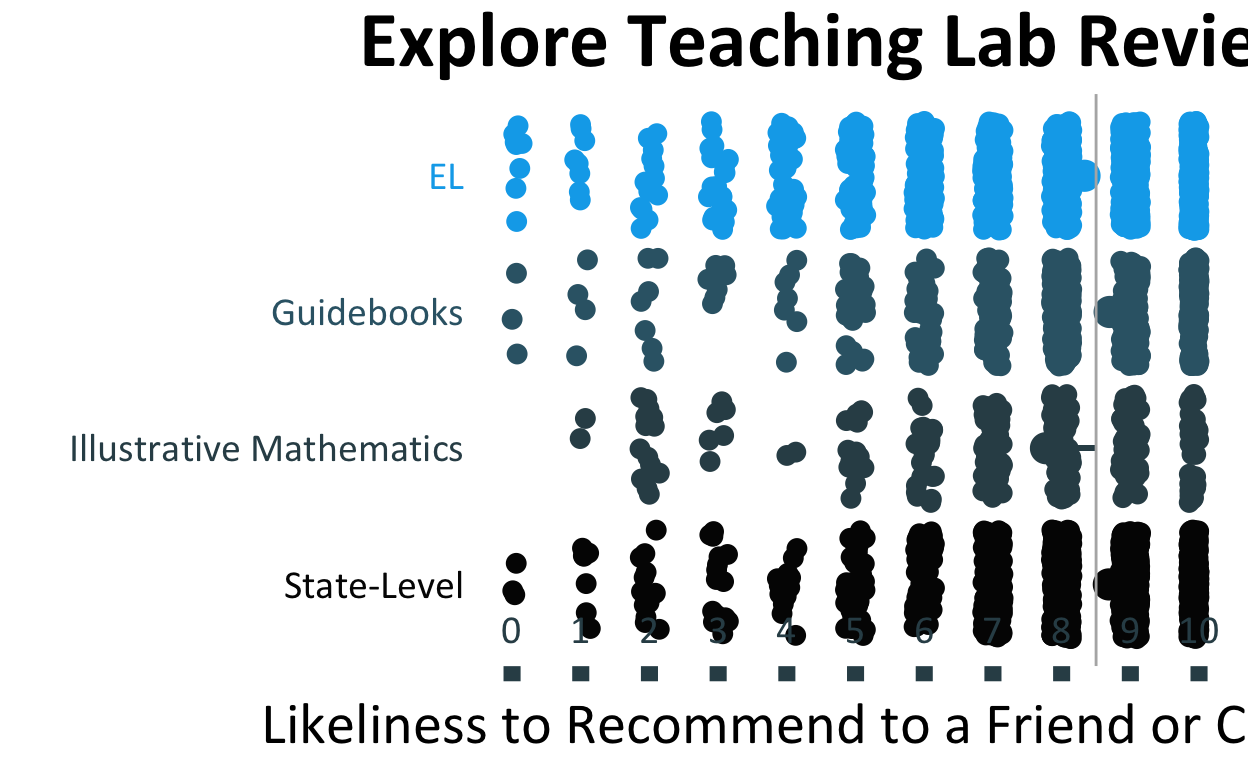 Explore Teaching Lab Revie
EL
Guidebooks
Illustrative Mathematics
State-Level
0 1 2 3 4 5 6 7 8 9 10
Likeliness to Recommend to a Friend or C